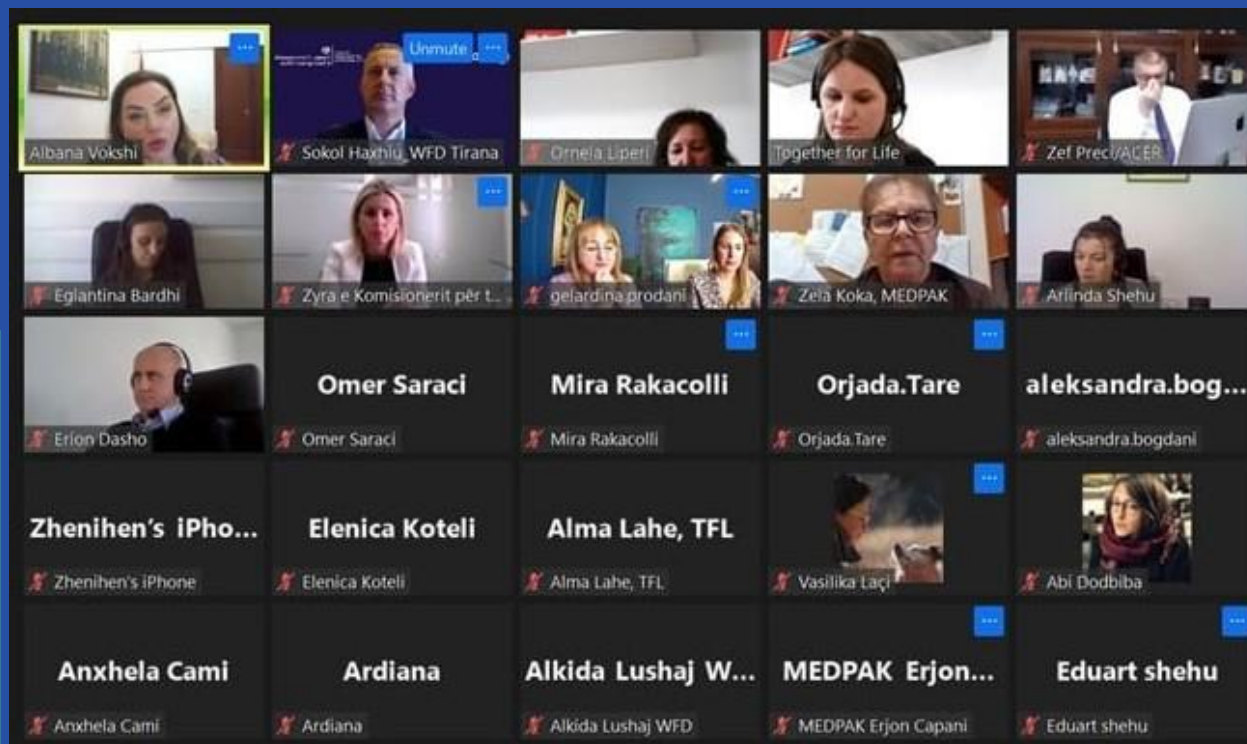 Unmute
Albana Vokshi
Sokol Haxhiu_WFD Tirana
Ornela Liperi
Together for Life
Zef Preci/ACER
Eglantina Bardhi
Zyra e Komisionerit për t...
gelardina prodani
Zela Koka, MEDPAK
Arlinda Shehu
Erion Dasho
Omer Saraci
Omer Saraci
Mira Rakacolli
Mira Rakacolli
Orjada.Tare
Orjada.Tare
aleksandra.bog...
aleksandra.bogdani
Zhenihen's iPho...
Zhenihen's iPhone
Elenica Koteli
Elenica Koteli
Alma Lahe, TFL
Alma Lahe, TFL
Vasilika Laçi
Abi Dodbiba
Anxhela Cami
Anxhela Cami
Ardiana
Ardiana
Alkida Lushaj W...
Alkida Lushaj WFD
MEDPAK Erjon...
MEDPAK Erjon Capani
Eduart shehu
Eduart shehu